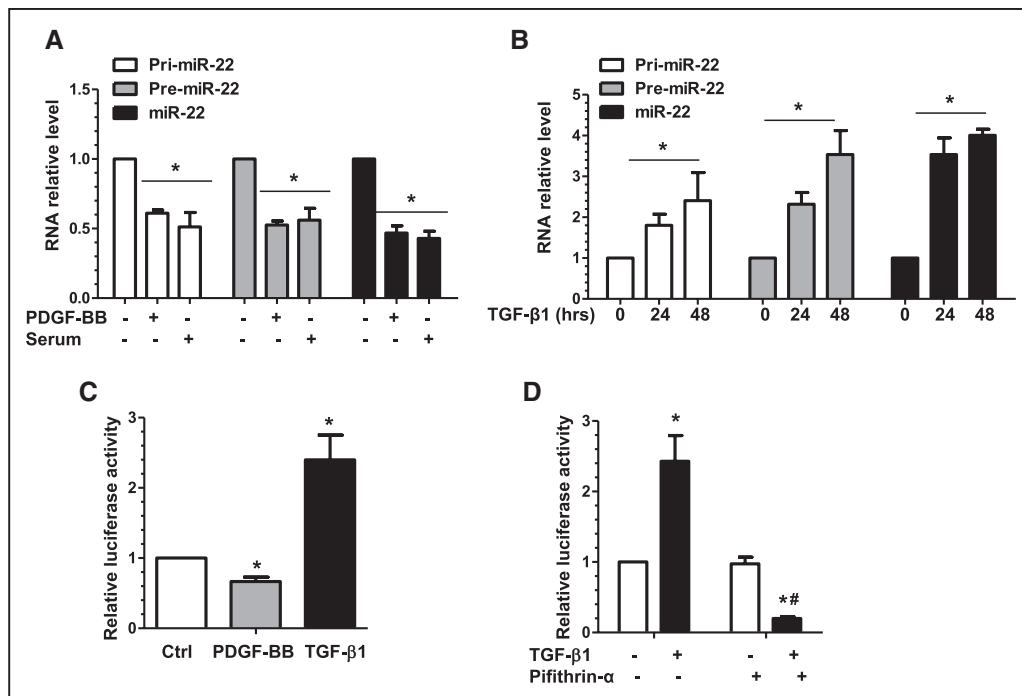 A
Pri-miR-22
Pre-miR-22
miR-22
RNA relative level
1.5
1.0
0.5
0.0
* * *
PDGF-BB - + - - + - - + -
Serum - - + - - + - - +
B
Pri-miR-22
Pre-miR-22
miR-22
RNA relative level
5
4
3
2
1
0
* * *
TGF-β1 (hrs) 0 24 48 0 24 48 0 24 48
C
Relative luciferase activity
3
2
1
0
* *
Ctrl PDGF-BB TGF-β1
D
Relative luciferase activity
3
2
1
0
* *#
TGF-β1 - + - +
Pifithrin-α - - + +